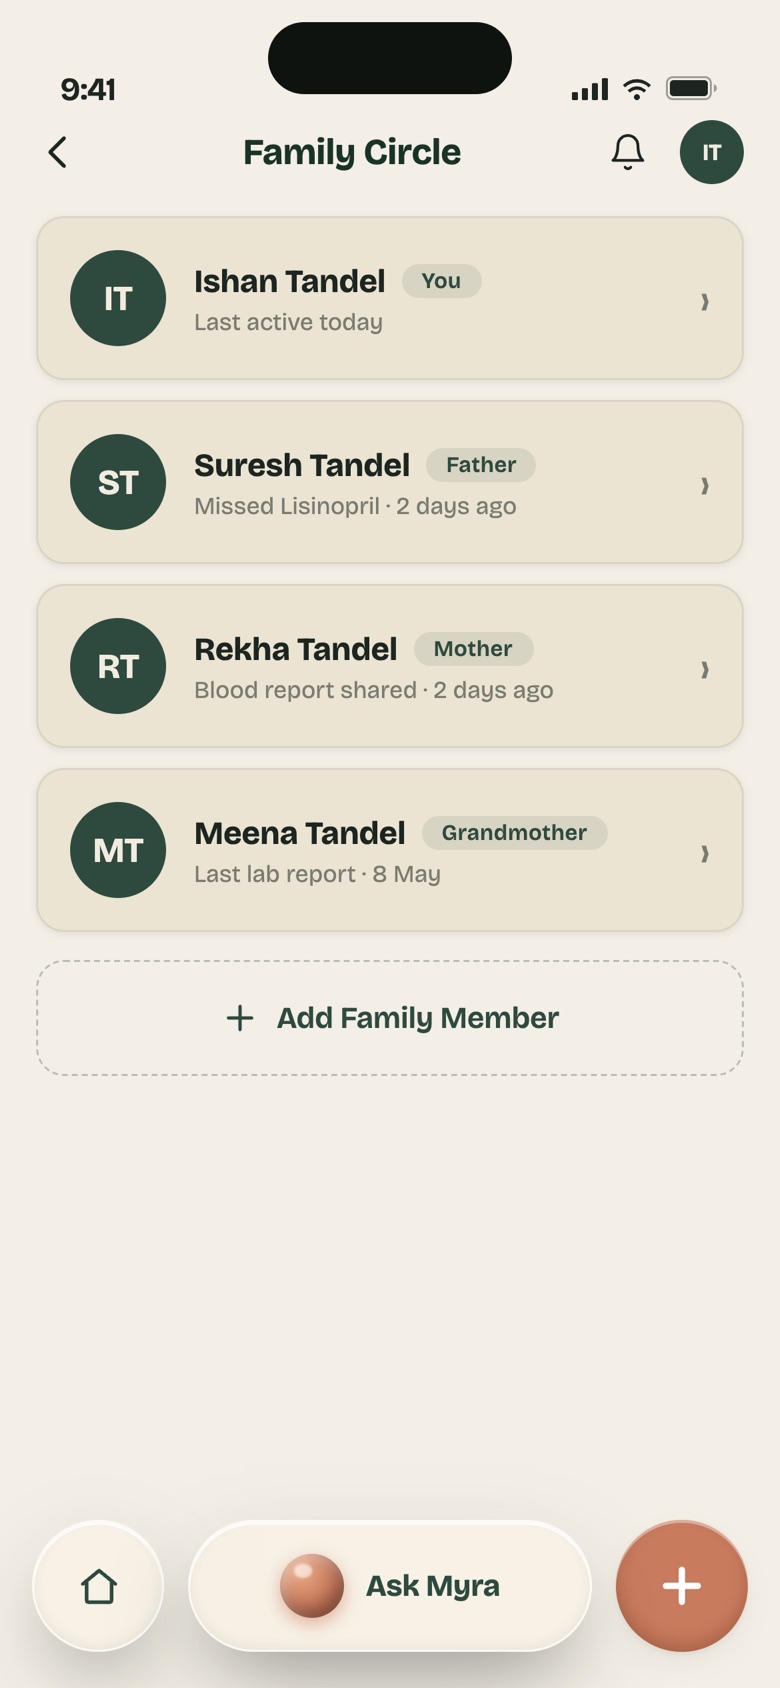 9:41
Family Circle
IT
IT
Ishan Tandel You
Last active today
ST
Suresh Tandel Father
Missed Lisinopril · 2 days ago
RT
Rekha Tandel Mother
Blood report shared · 2 days ago
MT
Meena Tandel Grandmother
Last lab report · 8 May
Add Family Member
Ask Myra